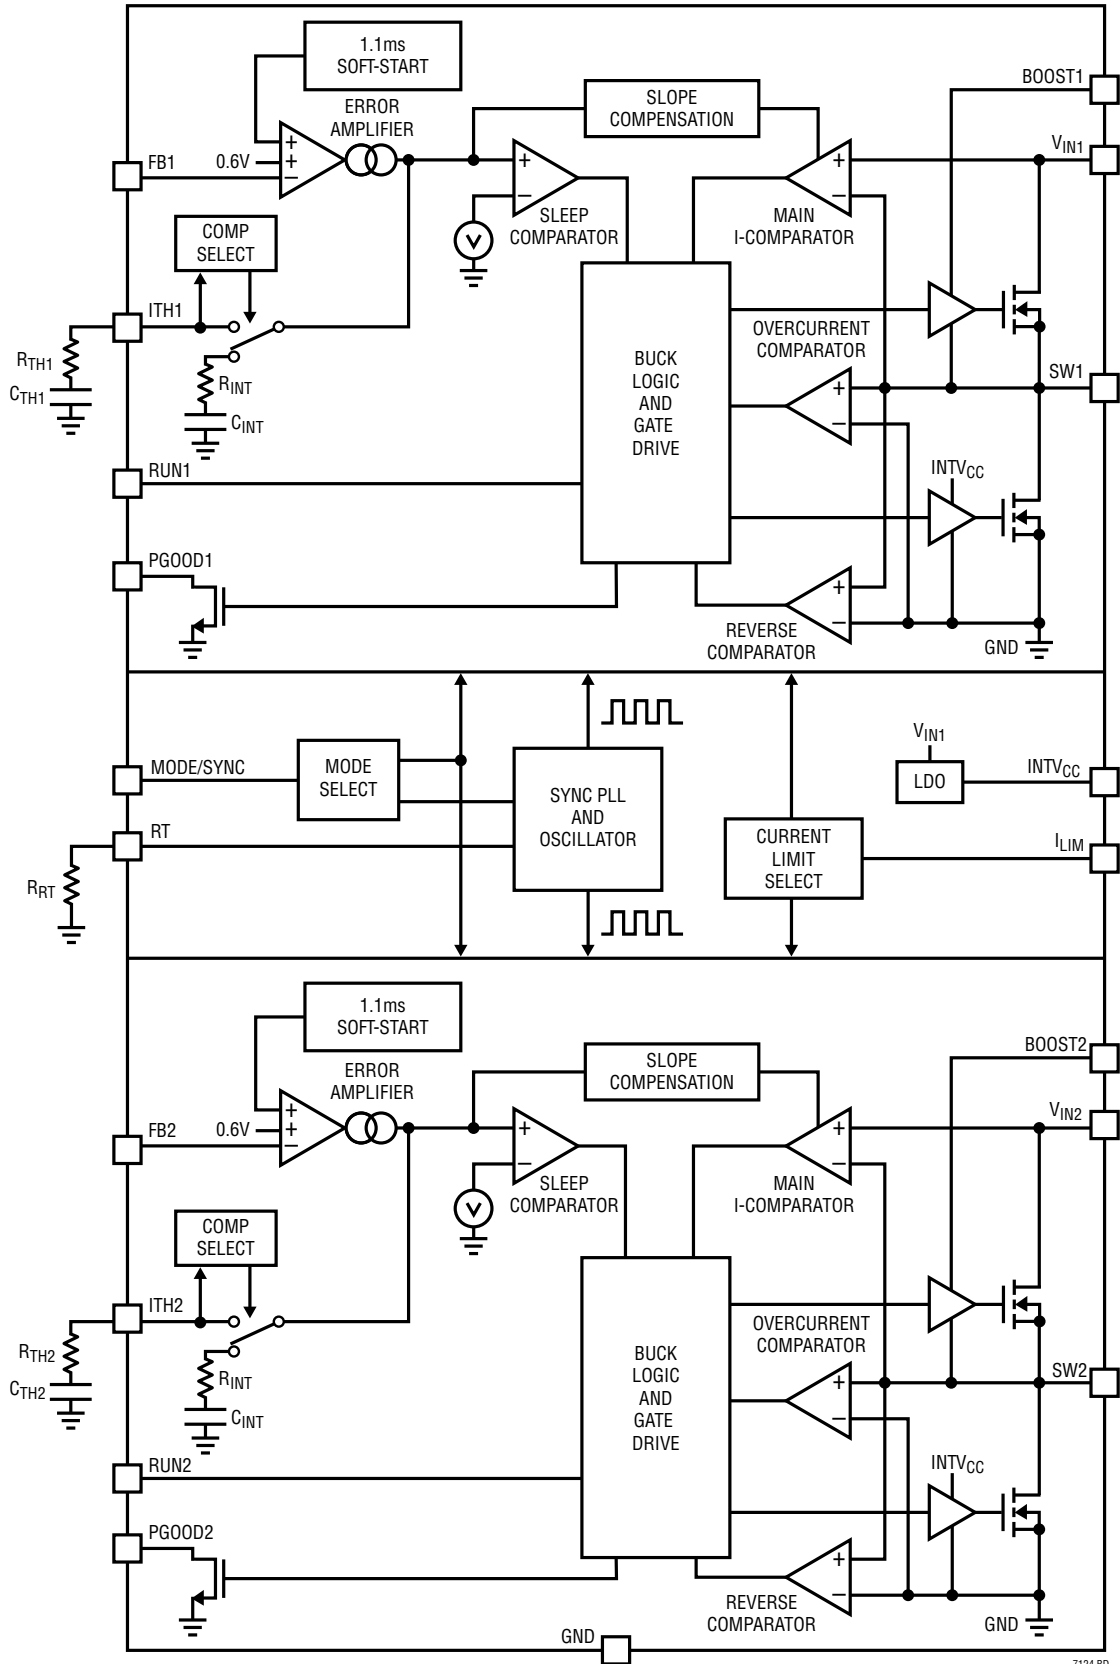 1.1ms
SOFT-START
BOOST1
SLOPE
COMPENSATION
ERROR
AMPLIFIER
VIN1
FB1
0.6V
+
+
–
+
–
+
–
SLEEP
COMPARATOR
MAIN
I-COMPARATOR
COMP
SELECT
V
ITH1
RTH1
CTH1
RINT
CINT
BUCK
LOGIC
AND
GATE
DRIVE
OVERCURRENT
COMPARATOR
+
–
SW1
RUN1
INTVCC
PGOOD1
+
–
REVERSE
COMPARATOR
GND
MODE/SYNC
MODE
SELECT
SYNC PLL
AND
OSCILLATOR
VIN1
LDO
INTVCC
RT
RRT
CURRENT
LIMIT
SELECT
ILIM
1.1ms
SOFT-START
BOOST2
SLOPE
COMPENSATION
ERROR
AMPLIFIER
VIN2
FB2
0.6V
+
+
–
+
–
+
–
SLEEP
COMPARATOR
MAIN
I-COMPARATOR
COMP
SELECT
V
ITH2
RTH2
CTH2
RINT
CINT
BUCK
LOGIC
AND
GATE
DRIVE
OVERCURRENT
COMPARATOR
+
–
SW2
RUN2
INTVCC
PGOOD2
+
–
REVERSE
COMPARATOR
GND
GND
7124 BD